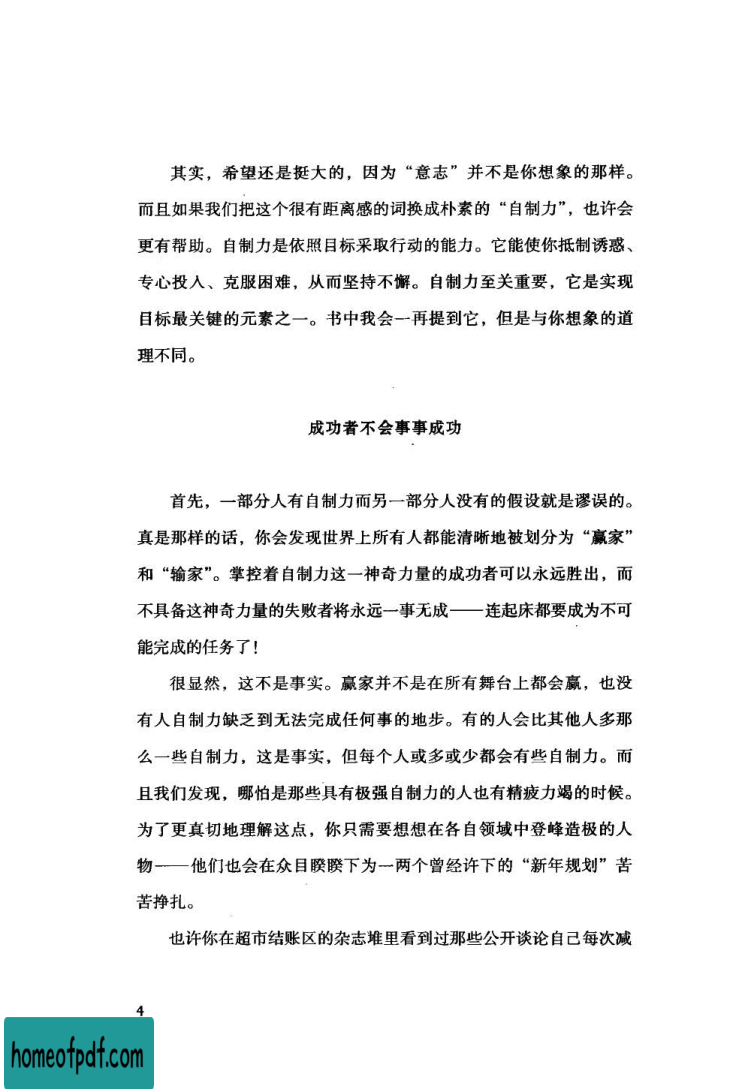 其实，希望还是挺大的，因为“意志”并不是你想象的那样。
而且如果我们把这个很有距离感的词换成朴素的“自制力”，也许会
更有帮助。自制力是依照目标采取行动的能力。它能使你抵制诱惑、
专心投入、克服困难，从而坚持不懈。自制力至关重要，它是实现
目标最关键的元素之一。书中我会一再提到它，但是与你想象的道
理不同。
成功者不会事事成功
首先，一部分人有自制力而另一部分人没有的假设就是谬误的。
真是那样的话，你会发现世界上所有人都能清晰地被划分为“赢家”
和“输家”。掌控着自制力这一神奇力量的成功者可以永远胜出，而
不具备这神奇力量的失败者将永远一事无成——连起床都要成为不可
能完成的任务了！
很显然，这不是事实。赢家并不是在所有舞台上都会赢，也没
有人自制力缺乏到无法完成任何事的地步。有的人会比其他人多那
么一些自制力，这是事实，但每个人或多或少都会有些自制力。而
且我们发现，哪怕是那些具有极强自制力的人也有精疲力竭的时候。
为了更真切地理解这点，你只需要想想在各自领域中登峰造极的人
物——他们也会在众目睽睽下为一两个曾经许下的“新年规划”苦
苦挣扎。
也许你在超市结账区的杂志堆里看到过那些公开谈论自己每次减
4
homeofpdf.com